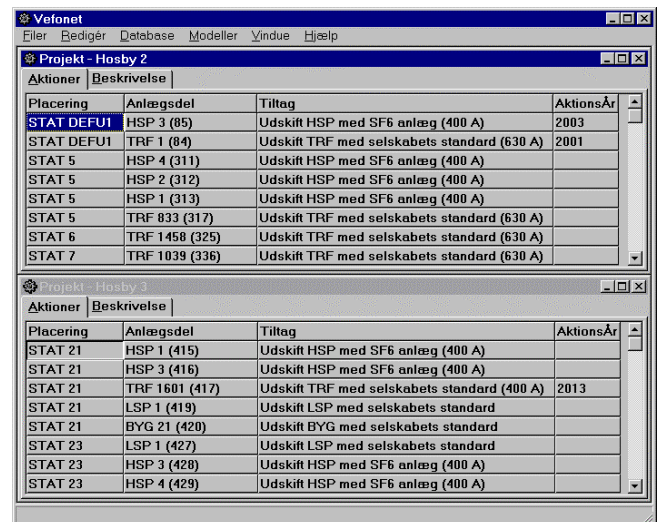 Vefonet
Filer Redigér Database Modeller Vindue Hjælp
Projekt - Hosby 2
Aktioner Beskrivelse
Placering Anlægsdel Tiltag AktionsÅr
STAT DEFU1 HSP 3 (85) Udskift HSP med SF6 anlæg (400 A) 2003
STAT DEFU1 TRF 1 (84) Udskift TRF med selskabets standard (630 A) 2001
STAT 5 HSP 4 (311) Udskift HSP med SF6 anlæg (400 A)
STAT 5 HSP 2 (312) Udskift HSP med SF6 anlæg (400 A)
STAT 5 HSP 1 (313) Udskift HSP med SF6 anlæg (400 A)
STAT 5 TRF 833 (317) Udskift TRF med selskabets standard (630 A)
STAT 6 TRF 1458 (325) Udskift TRF med selskabets standard (630 A)
STAT 7 TRF 1039 (336) Udskift TRF med selskabets standard (630 A)
Projekt - Hosby 3
Aktioner Beskrivelse
Placering Anlægsdel Tiltag AktionsÅr
STAT 21 HSP 1 (415) Udskift HSP med SF6 anlæg (400 A)
STAT 21 HSP 3 (416) Udskift HSP med SF6 anlæg (400 A)
STAT 21 TRF 1601 (417) Udskift TRF med selskabets standard (400 A) 2013
STAT 21 LSP 1 (419) Udskift LSP med selskabets standard
STAT 21 BYG 21 (420) Udskift BYG med selskabets standard
STAT 23 LSP 1 (427) Udskift LSP med selskabets standard
STAT 23 HSP 3 (428) Udskift HSP med SF6 anlæg (400 A)
STAT 23 HSP 4 (429) Udskift HSP med SF6 anlæg (400 A)